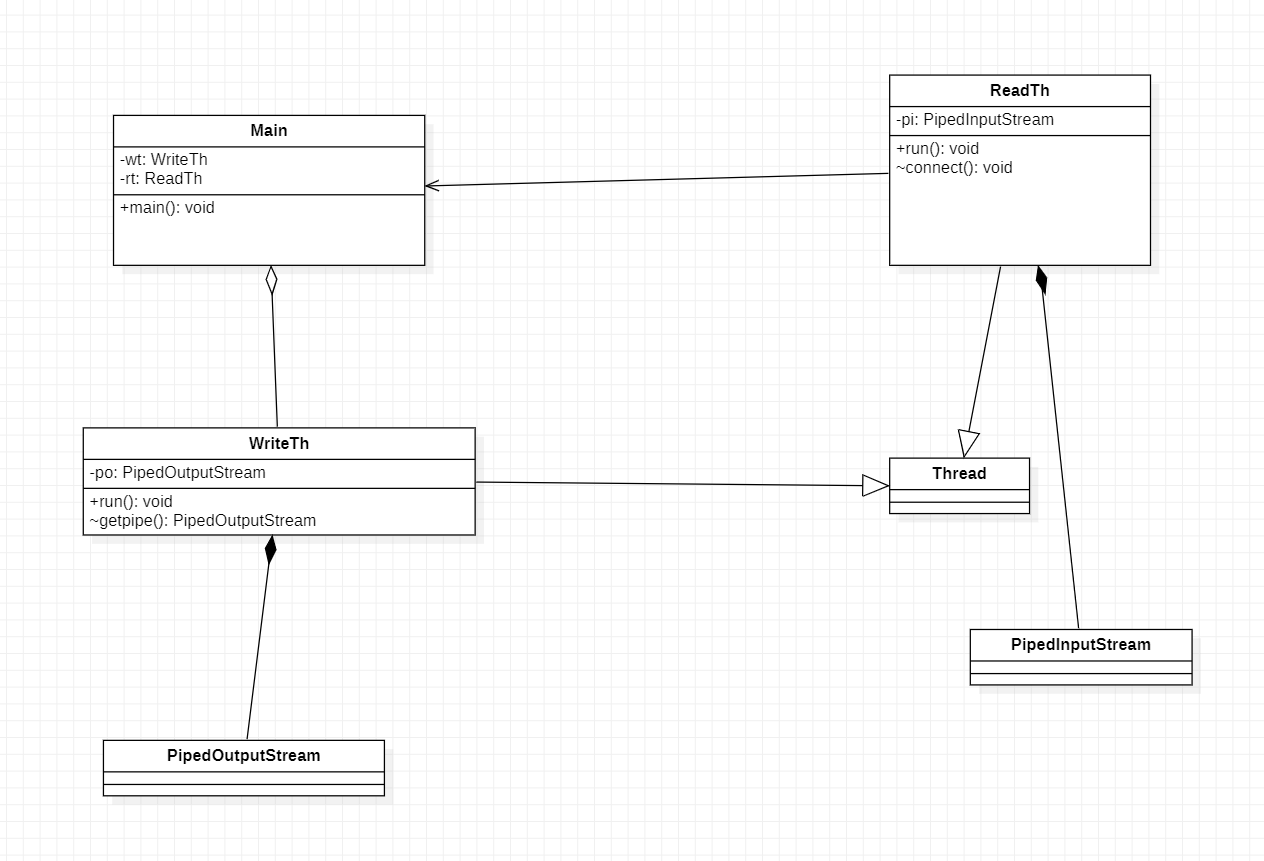 Main
-wt: WriteTh
-rt: ReadTh
+main(): void
ReadTh
-pi: PipedInputStream
+run(): void
~connect(): void
WriteTh
-po: PipedOutputStream
+run(): void
~getpipe(): PipedOutputStream
Thread
PipedInputStream
PipedOutputStream